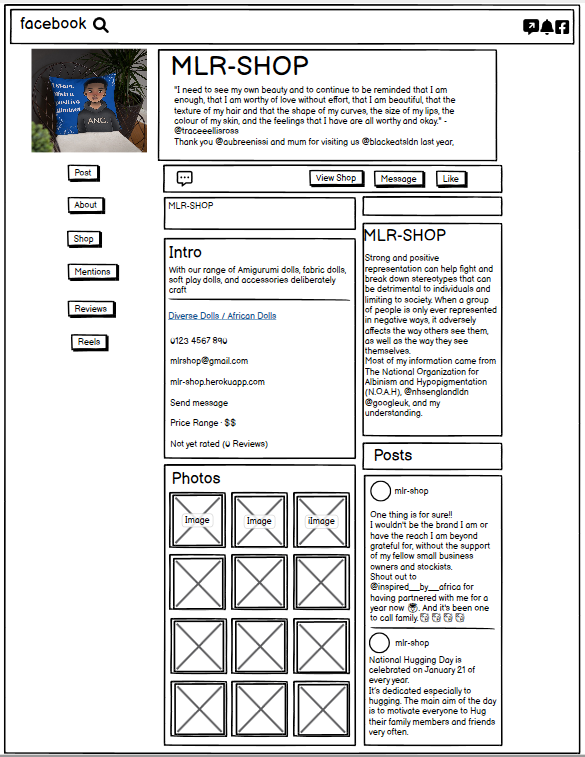 facebook
MLR-SHOP
"I need to see my own beauty and to continue to be reminded that I am
enough, that I am worthy of love without effort, that I am beautiful, that the
texture of my hair and that the shape of my curves, the size of my lips, the
colour of my skin, and the feelings that I have are all worthy and okay." -
@traceeellisross
Thank you @aubreenissi and mum for visiting us @blackeatsldn last year,
ANG.
Post
About
Shop
Mentions
Reviews
Reels
View Shop
Message
Like
MLR-SHOP
Intro
With our range of Amigurumi dolls, fabric dolls,
soft play dolls, and accessories deliberately
craft
Diverse Dolls / African Dolls
0123 4567 890
mlrshop@gmail.com
mlr-shop.herokuapp.com
Send message
Price Range · $$
Not yet rated (0 Reviews)
Photos
Image
Image
iImage
MLR-SHOP
Strong and positive
representation can help fight and
break down stereotypes that can
be detrimental to individuals and
limiting to society. When a group
of people is only ever represented
in negative ways, it adversely
affects the way others see them,
as well as the way they see
themselves.
Most of my information came from
The National Organization for
Albinism and Hypopigmentation
(N.O.A.H), @nhsenglandldn
@googleuk, and my
understanding.
Posts
mlr-shop
One thing is for sure!!
I wouldn't be the brand I am or
have the reach I am beyond
grateful for, without the support
of my fellow small business
owners and stockists.
Shout out to
@inspired__by__africa for
having partnered with me for a
year now 😍. And it's been one
to call family.
mlr-shop
National Hugging Day is
celebrated on January 21 of
every year.
It's dedicated especially to
hugging. The main aim of the day
is to motivate everyone to Hug
their family members and friends
very often.